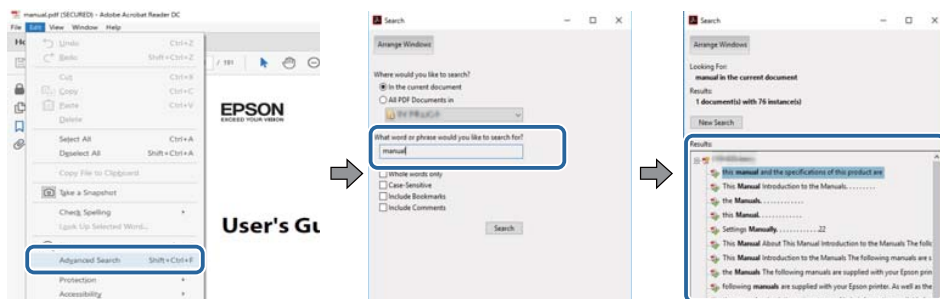 manual.pdf (SECURED) - Adobe Acrobat Reader DC
File Edit View Window Help
Undo Ctrl+Z
Redo Shift+Ctrl+Z
Cut Ctrl+X
Copy Ctrl+C
Paste Ctrl+V
Delete
Select All Ctrl+A
Deselect All Shift+Ctrl+A
Copy File to Clipboard
Take a Snapshot
Check Spelling
Look Up Selected Word...
Advanced Search Shift+Ctrl+F
Protection
Accessibility
/ 191
EPSON
EXCEED YOUR VISION
User's Gu
Search
Arrange Windows
Where would you like to search?
In the current document
All PDF Documents in
What word or phrase would you like to search for?
manual
Whole words only
Case-Sensitive
Include Bookmarks
Include Comments
Search
Search
Arrange Windows
Looking For:
manual in the current document
Results:
1 document(s) with 76 instance(s)
New Search
Results:
this manual and the specifications of this product are
This Manual Introduction to the Manuals.........
the Manuals.............
this Manual.............
Settings Manually.............22
This Manual About This Manual Introduction to the Manuals The follo
This Manual Introduction to the Manuals The following manuals are s
the Manuals The following manuals are supplied with your Epson prin
following manuals are supplied with your Epson printer. As well as the